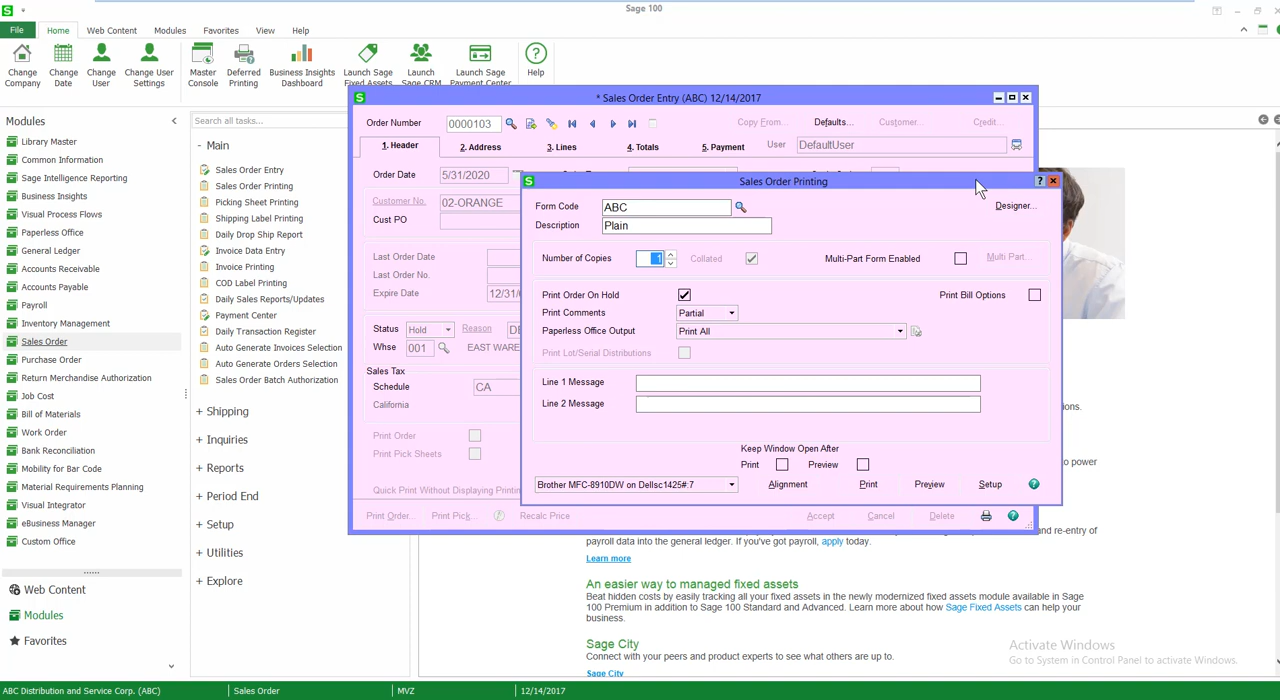 Sage 100
File
Home
Web Content
Modules
Favorites
View
Help
Change Company
Change Date
Change User
Change User Settings
Master Console
Deferred Printing
Business Insights Dashboard
Launch Sage Fixed Assets
Launch Sage CRM
Launch Sage Payment Center
Help
Modules
Library Master
Common Information
Sage Intelligence Reporting
Business Insights
Visual Process Flows
Paperless Office
General Ledger
Accounts Receivable
Accounts Payable
Payroll
Inventory Management
Sales Order
Purchase Order
Return Merchandise Authorization
Job Cost
Bill of Materials
Work Order
Bank Reconciliation
Mobility for Bar Code
Material Requirements Planning
Visual Integrator
eBusiness Manager
Custom Office
Web Content
Modules
Favorites
Search all tasks...
- Main
Sales Order Entry
Sales Order Printing
Picking Sheet Printing
Shipping Label Printing
Daily Drop Ship Report
Invoice Data Entry
Invoice Printing
COD Label Printing
Daily Sales Reports/Updates
Payment Center
Daily Transaction Register
Auto Generate Invoices Selection
Auto Generate Orders Selection
Sales Order Batch Authorization
+ Shipping
+ Inquiries
+ Reports
+ Period End
+ Setup
+ Utilities
+ Explore
* Sales Order Entry (ABC) 12/14/2017
Order Number 0000103
Copy From...
Defaults...
Customer...
Credit...
1. Header
2. Address
3. Lines
4. Totals
5. Payment
User DefaultUser
Order Date 5/31/2020
Customer No. 02-ORANGE
Cust PO
Last Order Date
Last Order No.
Expire Date 12/31/
Status Hold Reason DE
Whse 001 EAST WARE
Sales Tax
Schedule CA
California
Print Order
Print Pick Sheets
Quick Print Without Displaying Printin
Print Order...
Print Pick...
Recalc Price
Accept
Cancel
Delete
Sales Order Printing
Form Code ABC
Designer...
Description Plain
Number of Copies 1 Collated
Multi-Part Form Enabled
Multi Part...
Print Order On Hold
Print Bill Options
Print Comments Partial
Paperless Office Output Print All
Print Lot/Serial Distributions
Line 1 Message
Line 2 Message
Keep Window Open After
Print
Preview
Brother MFC-8910DW on Dellsc1425#:7
Alignment
Print
Preview
Setup
ions.
o power
nd re-entry of
payroll data into the general ledger. If you've got payroll, apply today.
Learn more
An easier way to managed fixed assets
Beat hidden costs by easily tracking all your fixed assets in the newly modernized fixed assets module available in Sage
100 Premium in addition to Sage 100 Standard and Advanced. Learn more about how Sage Fixed Assets can help your
business.
Sage City
Connect with your peers and product experts to see what others are up to.
Sage City
Activate Windows
Go to System in Control Panel to activate Windows.
ABC Distribution and Service Corp. (ABC)
Sales Order
MVZ
12/14/2017